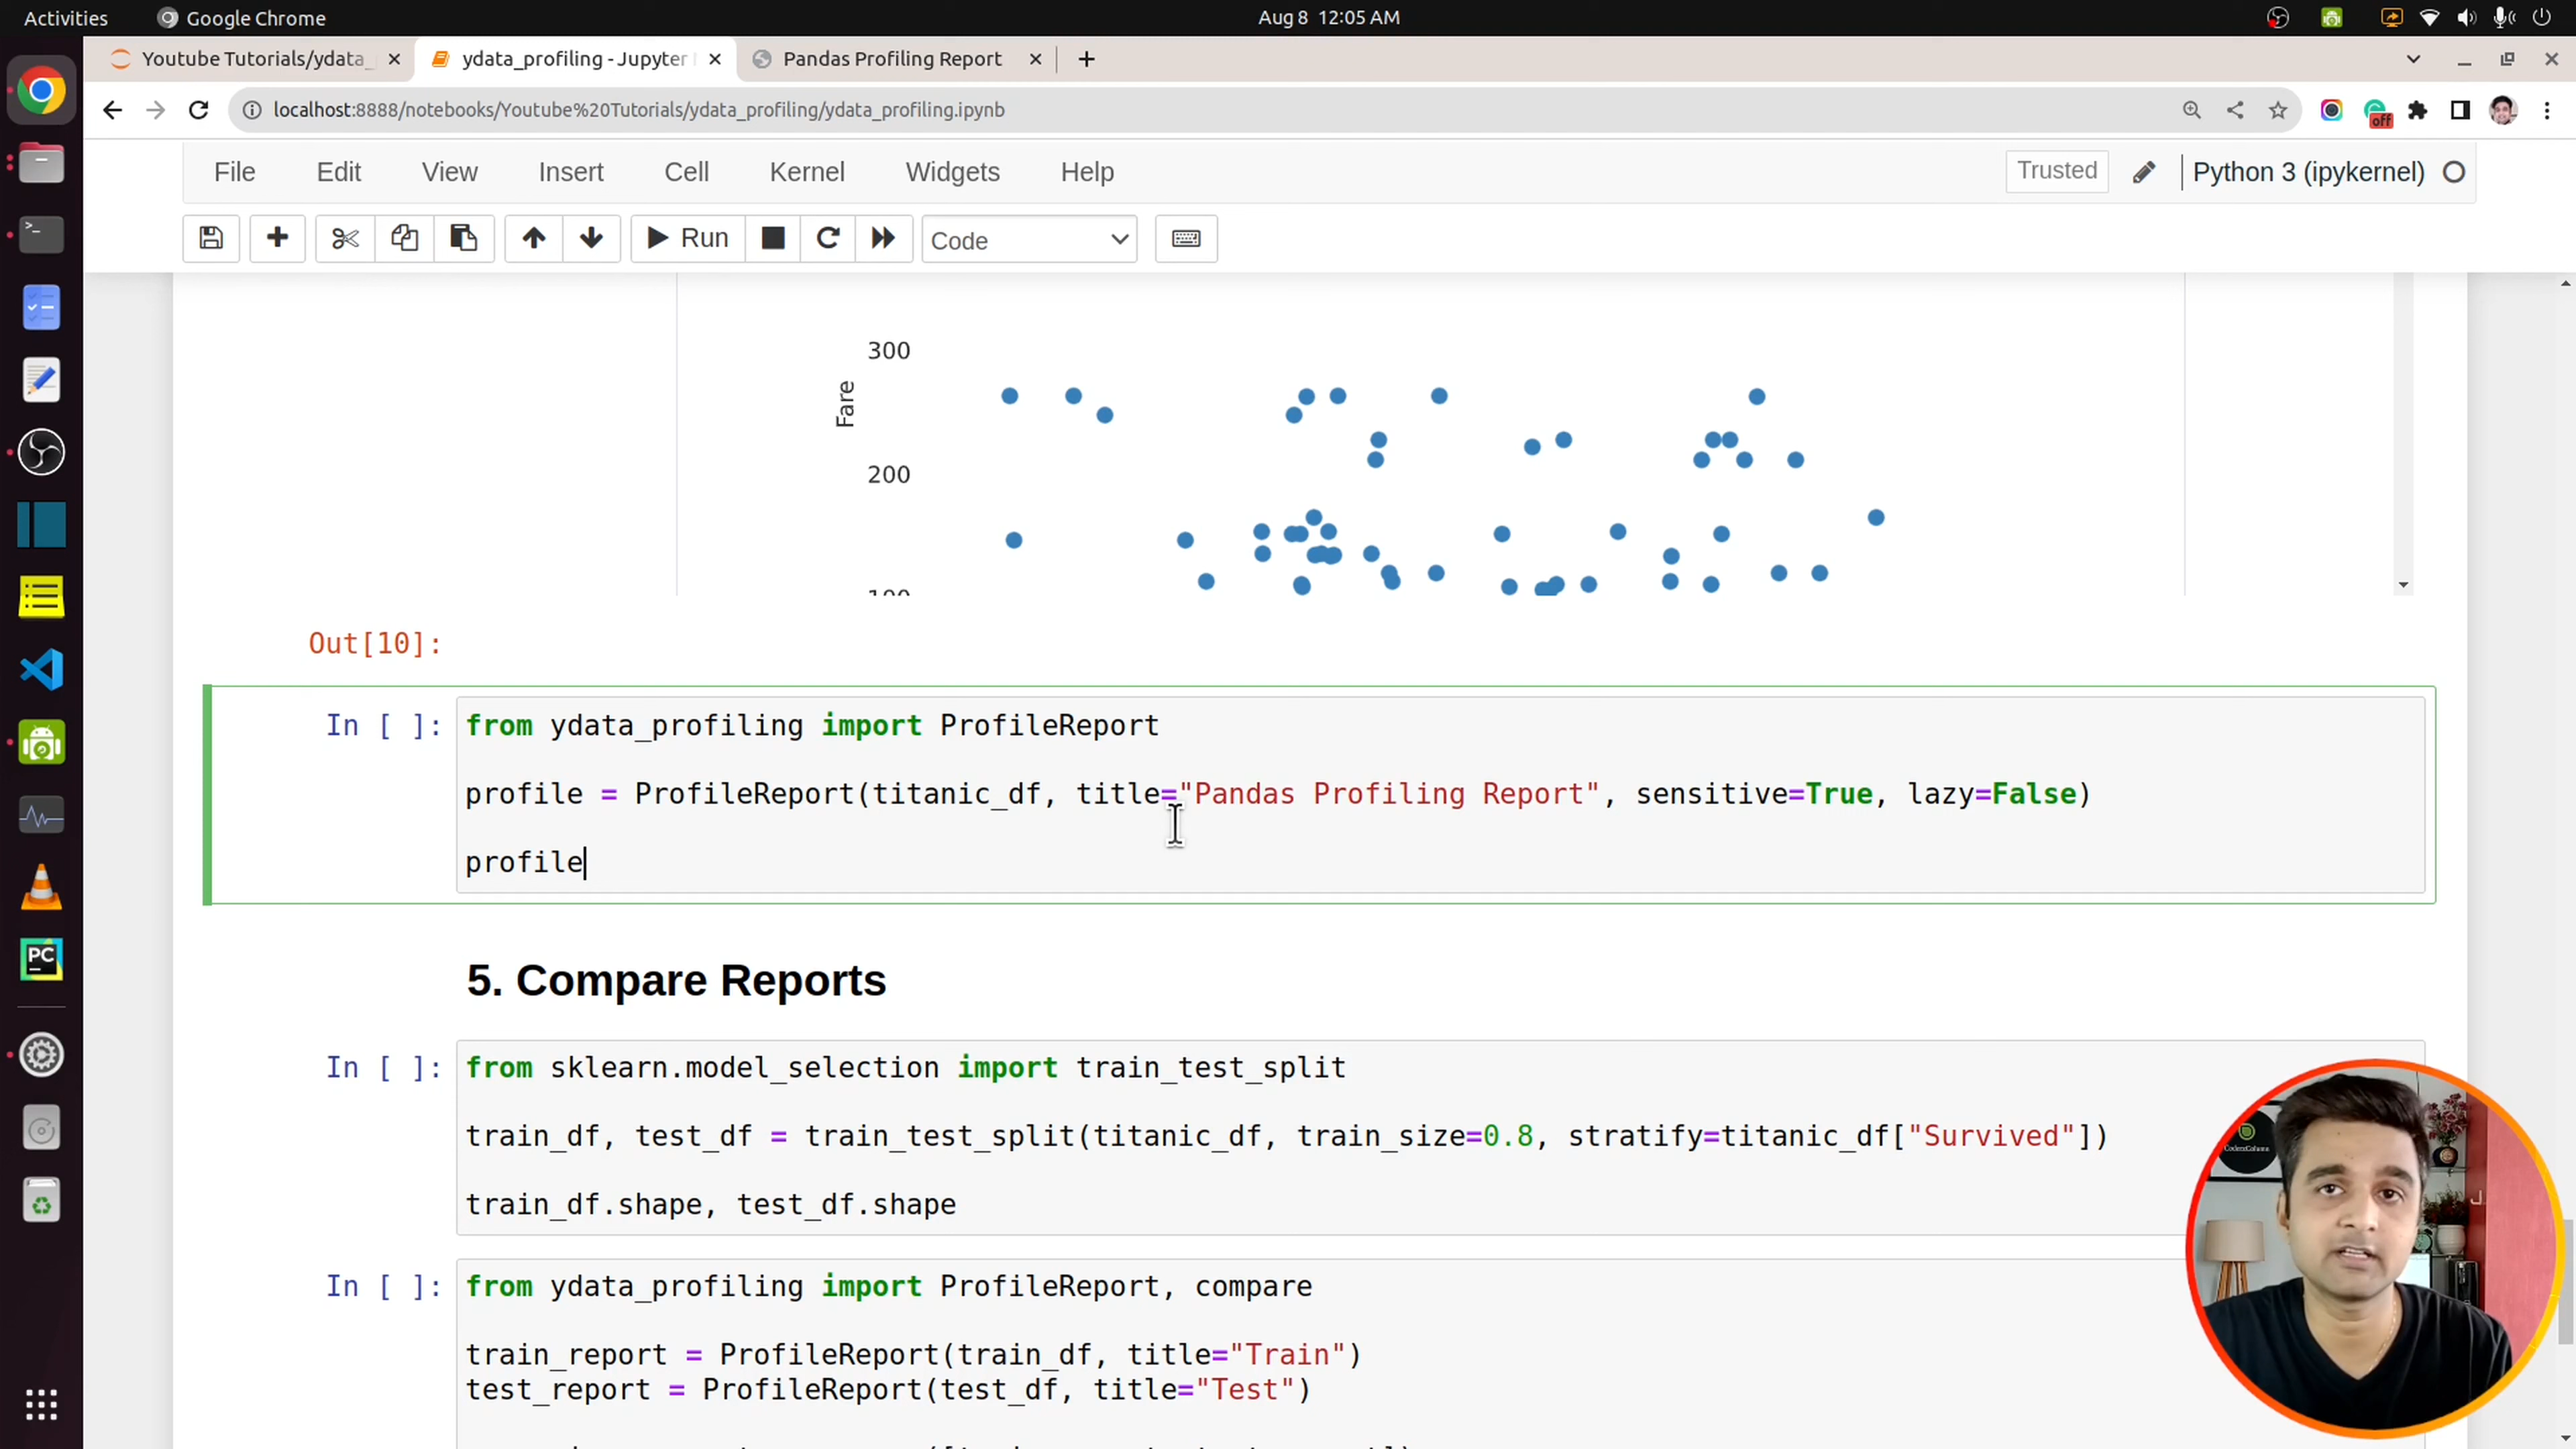 Activities Google Chrome Aug 8 12:05 AM
Youtube Tutorials/ydata_ ydata_profiling - Jupyter Pandas Profiling Report
localhost:8888/notebooks/Youtube%20Tutorials/ydata_profiling/ydata_profiling.ipynb off
File Edit View Insert Cell Kernel Widgets Help Trusted Python 3 (ipykernel)
Run Code
300
Fare
200
100
Out[10]:
In [ ]: from ydata_profiling import ProfileReport
profile = ProfileReport(titanic_df, title="Pandas Profiling Report", sensitive=True, lazy=False)
profile
5. Compare Reports
In [ ]: from sklearn.model_selection import train_test_split
train_df, test_df = train_test_split(titanic_df, train_size=0.8, stratify=titanic_df["Survived"])
train_df.shape, test_df.shape
In [ ]: from ydata_profiling import ProfileReport, compare
train_report = ProfileReport(train_df, title="Train")
test_report = ProfileReport(test_df, title="Test")
PC